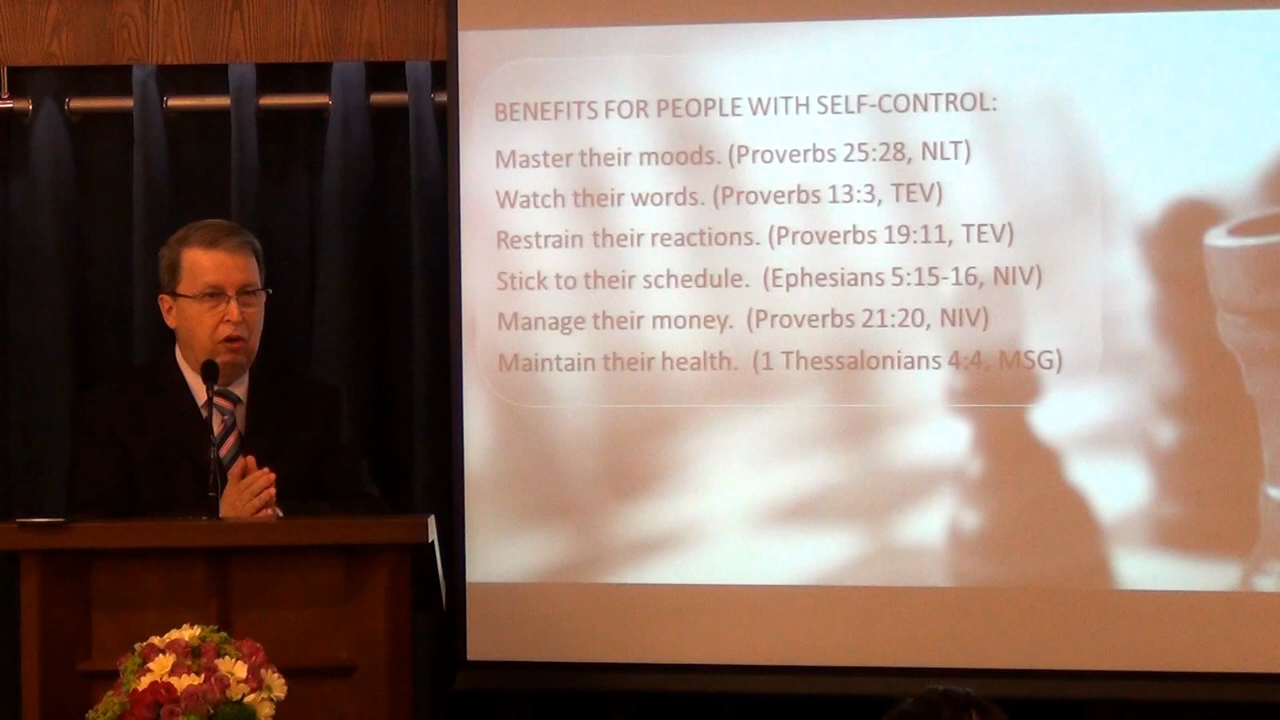 BENEFITS FOR PEOPLE WITH SELF-CONTROL:
Master their moods. (Proverbs 25:28, NLT)
Watch their words. (Proverbs 13:3, TEV)
Restrain their reactions. (Proverbs 19:11, TEV)
Stick to their schedule. (Ephesians 5:15-16, NIV)
Manage their money. (Proverbs 21:20, NIV)
Maintain their health. (1 Thessalonians 4:4, MSG)